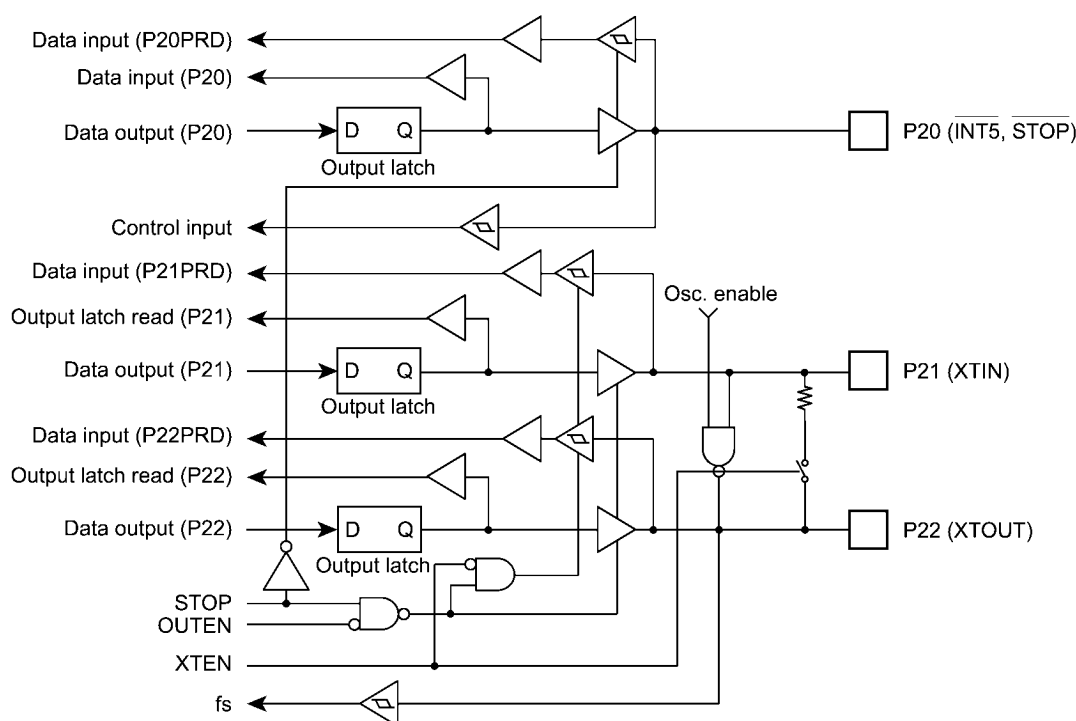 Data input (P20PRD)
Data input (P20)
Data output (P20)
D Q
Output latch
P20 (INT5, STOP)
Control input
Data input (P21PRD)
Osc. enable
Output latch read (P21)
Data output (P21)
D Q
Output latch
P21 (XTIN)
Data input (P22PRD)
Output latch read (P22)
Data output (P22)
D Q
Output latch
P22 (XTOUT)
STOP
OUTEN
XTEN
fs